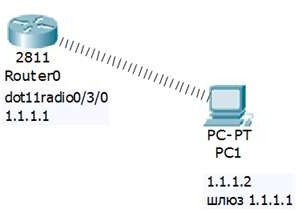 2811
Router0
dot11radio0/3/0
1.1.1.1
PC-PT
PC1
1.1.1.2
шлюз 1.1.1.1